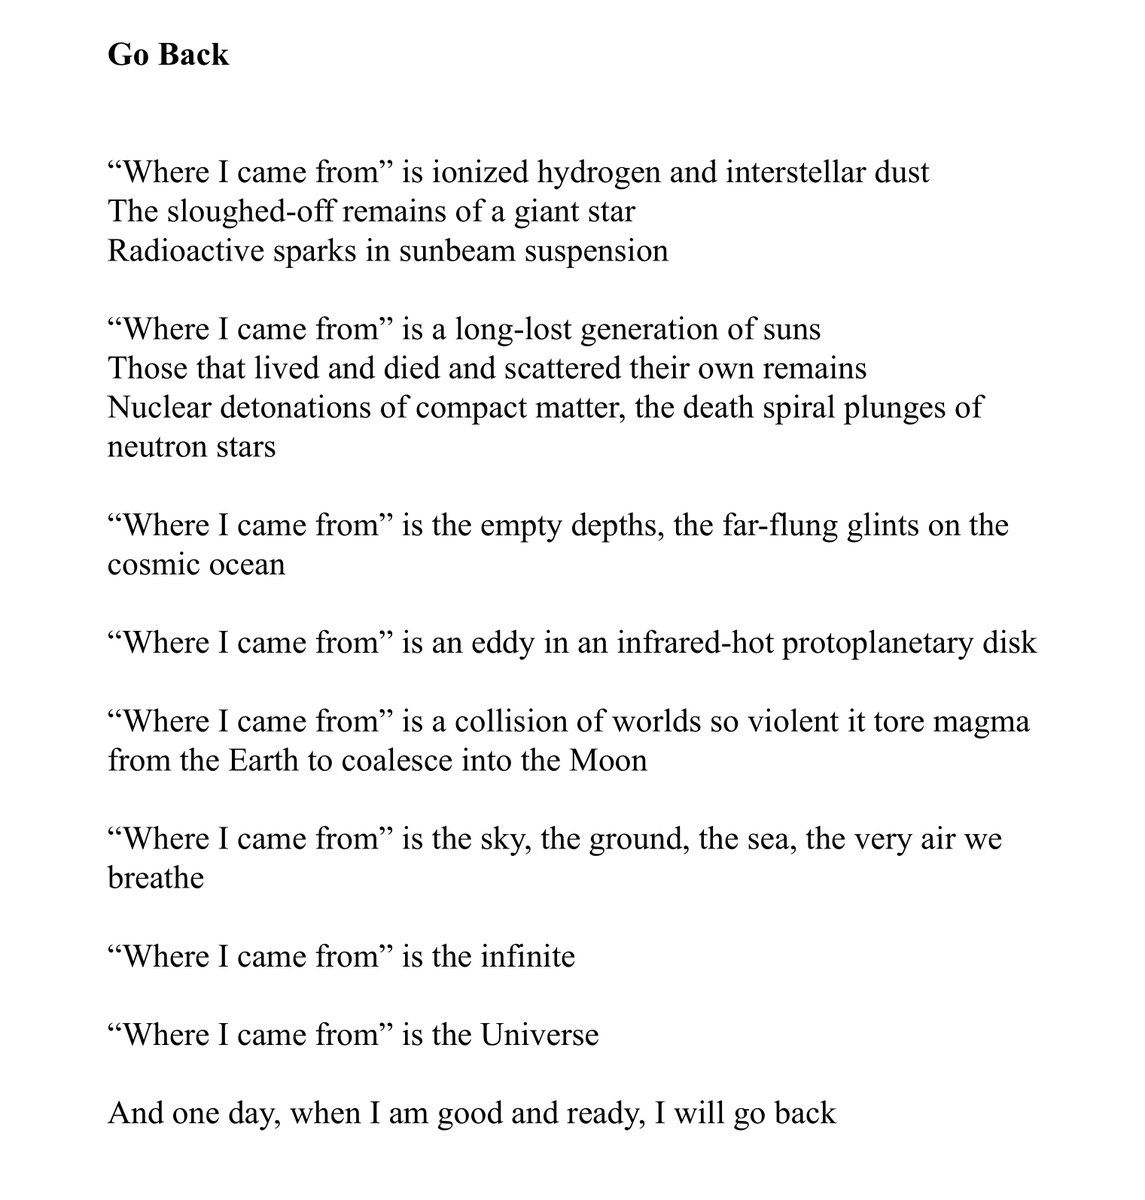 Go Back
“Where I came from” is ionized hydrogen and interstellar dust
The sloughed-off remains of a giant star
Radioactive sparks in sunbeam suspension
“Where I came from” is a long-lost generation of suns
Those that lived and died and scattered their own remains
Nuclear detonations of compact matter, the death spiral plunges of
neutron stars
“Where I came from” is the empty depths, the far-flung glints on the
cosmic ocean
“Where I came from” is an eddy in an infrared-hot protoplanetary disk
“Where I came from” is a collision of worlds so violent it tore magma
from the Earth to coalesce into the Moon
“Where I came from” is the sky, the ground, the sea, the very air we
breathe
“Where I came from” is the infinite
“Where I came from” is the Universe
And one day, when I am good and ready, I will go back